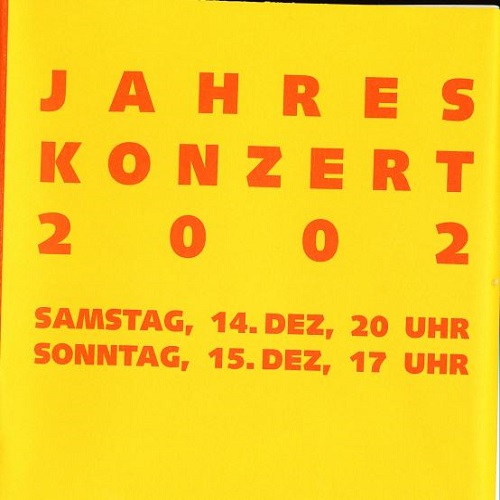 JAHRES
KONZERT
2002
SAMSTAG, 14. DEZ, 20 UHR
SONNTAG, 15. DEZ, 17 UHR